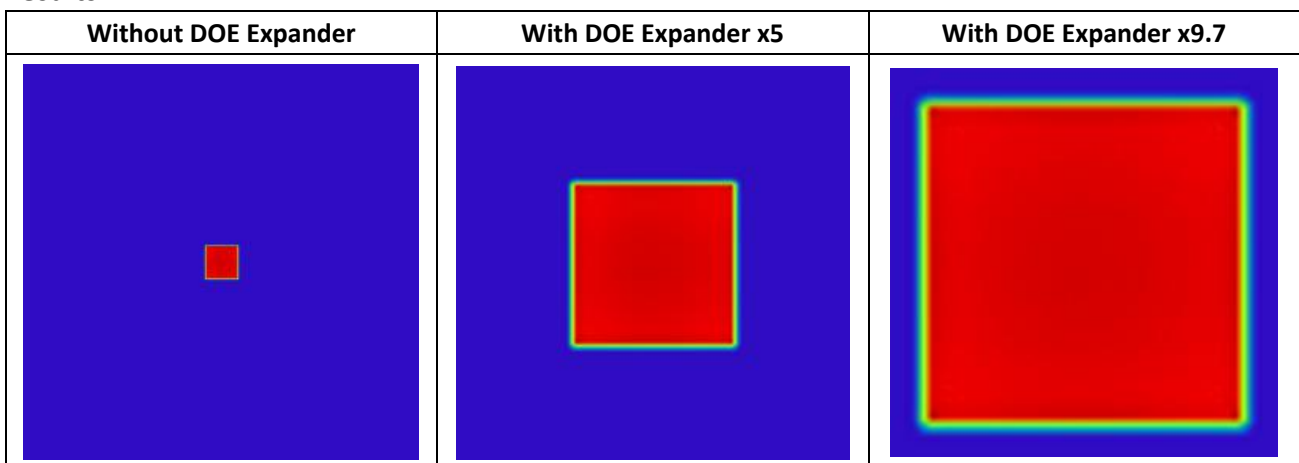 Without DOE Expander
With DOE Expander x5
With DOE Expander x9.7